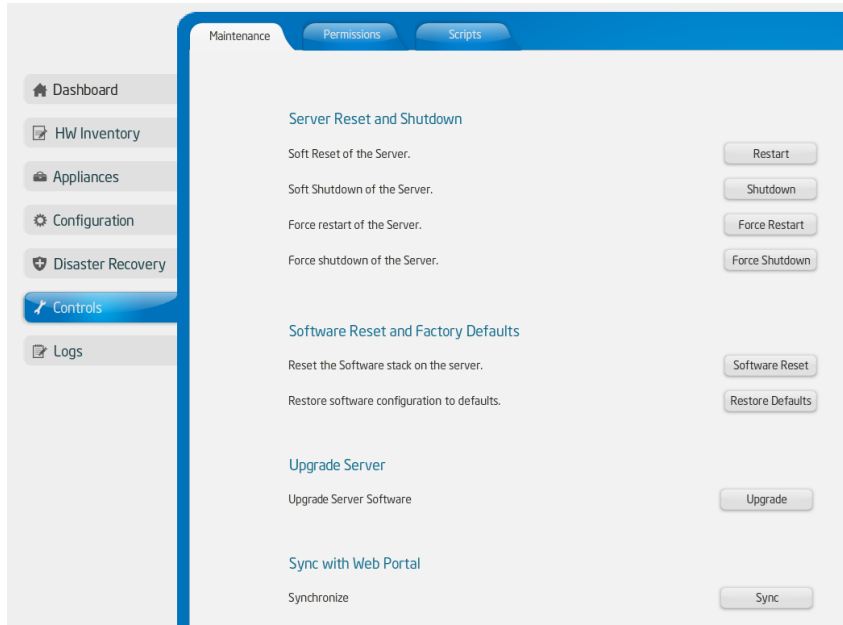 Maintenance Permissions Scripts
Dashboard
HW Inventory
Appliances
Configuration
Disaster Recovery
Controls
Logs
Server Reset and Shutdown
Soft Reset of the Server. Restart
Soft Shutdown of the Server. Shutdown
Force restart of the Server. Force Restart
Force shutdown of the Server. Force Shutdown
Software Reset and Factory Defaults
Reset the Software stack on the server. Software Reset
Restore software configuration to defaults. Restore Defaults
Upgrade Server
Upgrade Server Software Upgrade
Sync with Web Portal
Synchronize Sync